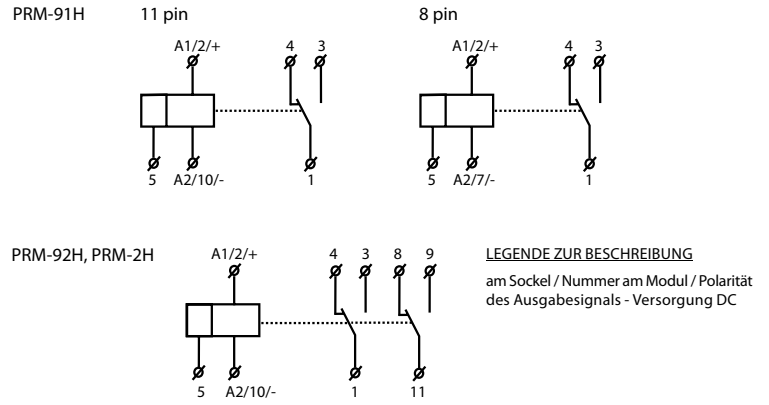 PRM-91H 11 pin 8 pin
A1/2/+ 4 3 A1/2/+ 4 3
5 A2/10/- 1 5 A2/7/- 1
PRM-92H, PRM-2H A1/2/+ 4 3 8 9 LEGENDE ZUR BESCHREIBUNG
am Sockel / Nummer am Modul / Polarität
des Ausgabesignals - Versorgung DC
5 A2/10/- 1 11